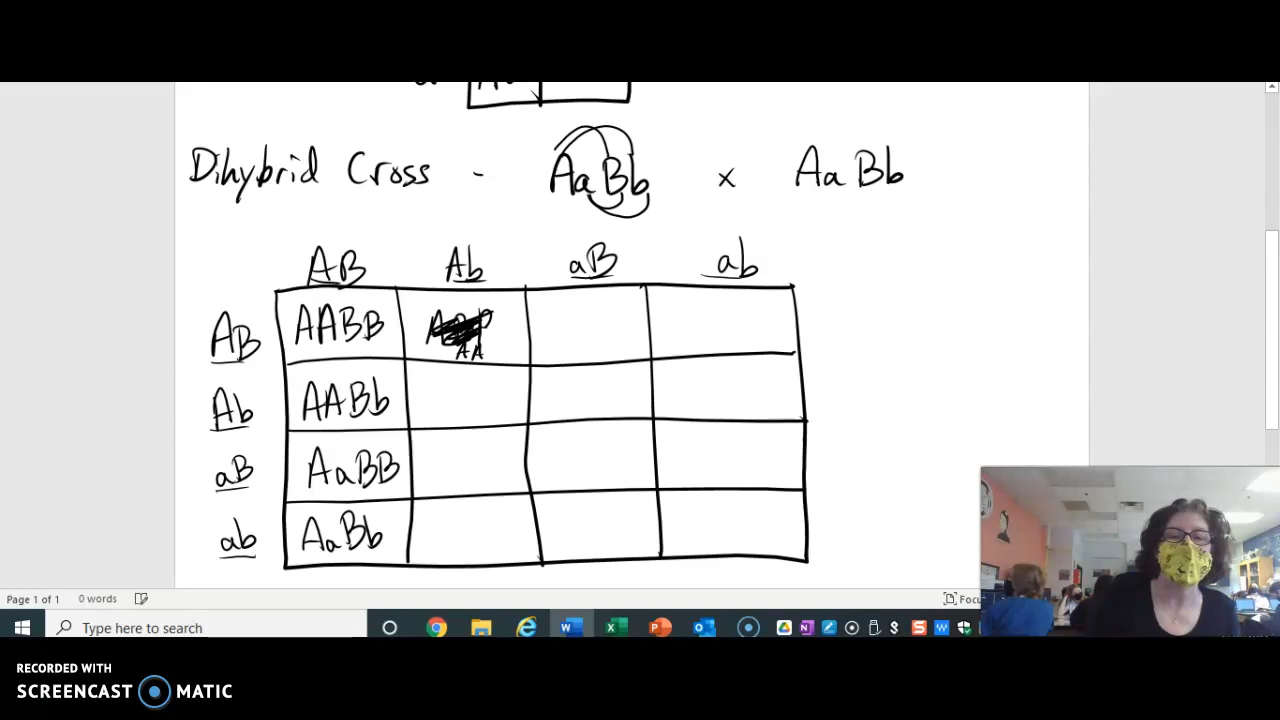 Dihybrid Cross - AaBb x AaBb
AB Ab aB ab
AB AABB AA
Ab AABb
aB AaBB
ab AaBb
Page 1 of 1 0 words
Type here to search
RECORDED WITH
SCREENCAST MATIC